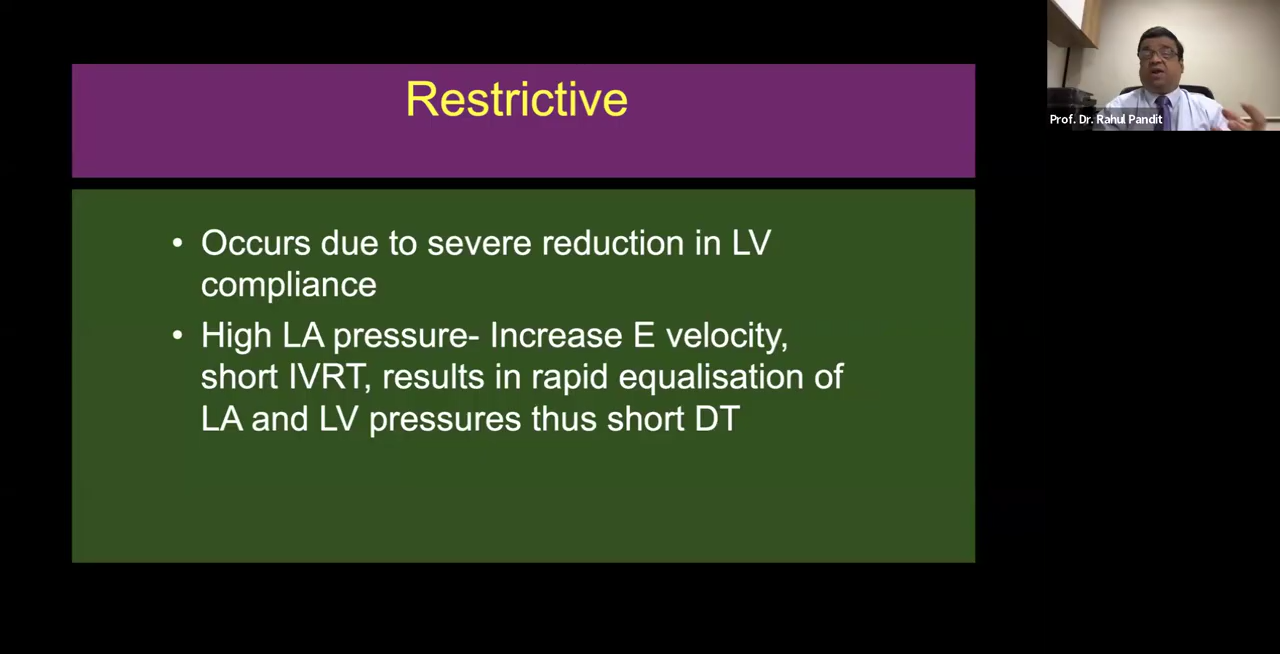 Restrictive
• Occurs due to severe reduction in LV
compliance
• High LA pressure- Increase E velocity,
short IVRT, results in rapid equalisation of
LA and LV pressures thus short DT
Prof. Dr. Rahul Pandit